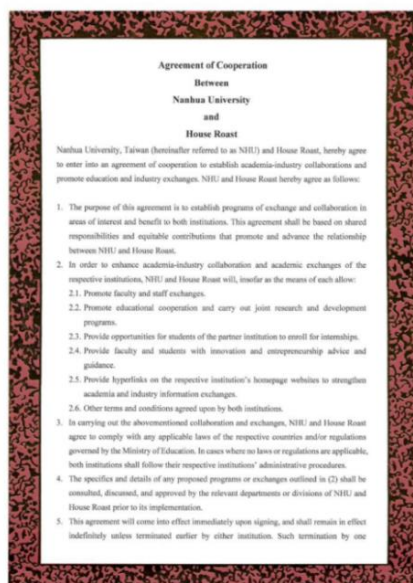 Agreement of Cooperation
Between
Nanhua University
and
House Roast
Nanhua University, Taiwan (hereinafter referred to as NHU) and House Roast, hereby agree
to enter into an agreement of cooperation to establish academia-industry collaborations and
promote education and industry exchanges. NHU and House Roast hereby agree as follows:
1. The purpose of this agreement is to establish programs of exchange and collaboration in
areas of interest and benefit to both institutions. This agreement shall be based on shared
responsibilities and equitable contributions that promote and advance the relationship
between NHU and House Roast.
2. In order to enhance academia-industry collaboration and academic exchanges of the
respective institutions, NHU and House Roast will, insofar as the means of each allow:
2.1. Promote faculty and staff exchanges.
2.2. Promote educational cooperation and carry out joint research and development
programs.
2.3. Provide opportunities for students of the partner institution to enroll for internships.
2.4. Provide faculty and students with innovation and entrepreneurship advice and
guidance.
2.5. Provide hyperlinks on the respective institution's homepage websites to strengthen
academia and industry information exchanges.
2.6. Other terms and conditions agreed upon by both institutions.
3. In carrying out the abovementioned collaboration and exchanges, NHU and House Roast
agree to comply with any applicable laws of the respective countries and/or regulations
governed by the Ministry of Education. In cases where no laws or regulations are applicable,
both institutions shall follow their respective institutions' administrative procedures.
4. The specifics and details of any proposed programs or exchanges outlined in (2) shall be
consulted, discussed, and approved by the relevant departments or divisions of NHU and
House Roast prior to its implementation.
5. This agreement will come into effect immediately upon signing, and shall remain in effect
indefinitely unless terminated earlier by either institution. Such termination by one